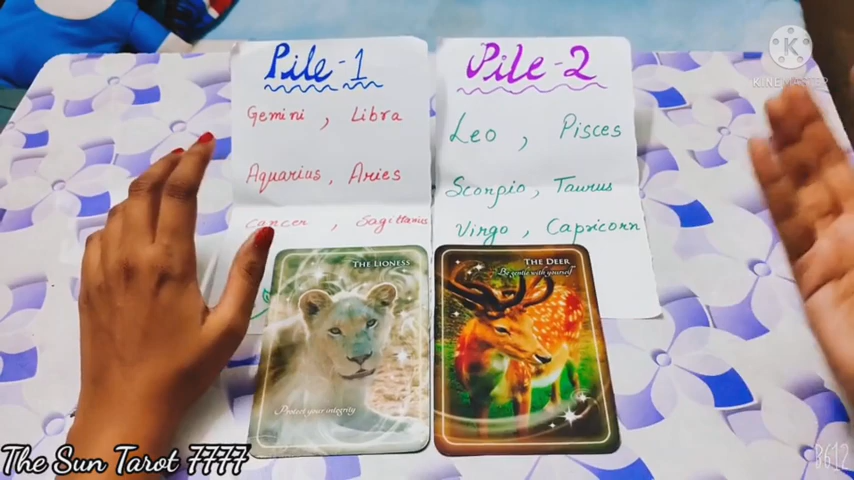 Pile-1
Gemini , Libra
Aquarius, Aries
Cancer , Sagittarius
Pile-2
Leo , Pisces
Scorpio, Taurus
Virgo, Capricorn
THE LIONESS
Protect your integrity
THE DEER
Be gentle with yourself
KINEMASTER
The Sun Tarot 7777
B612